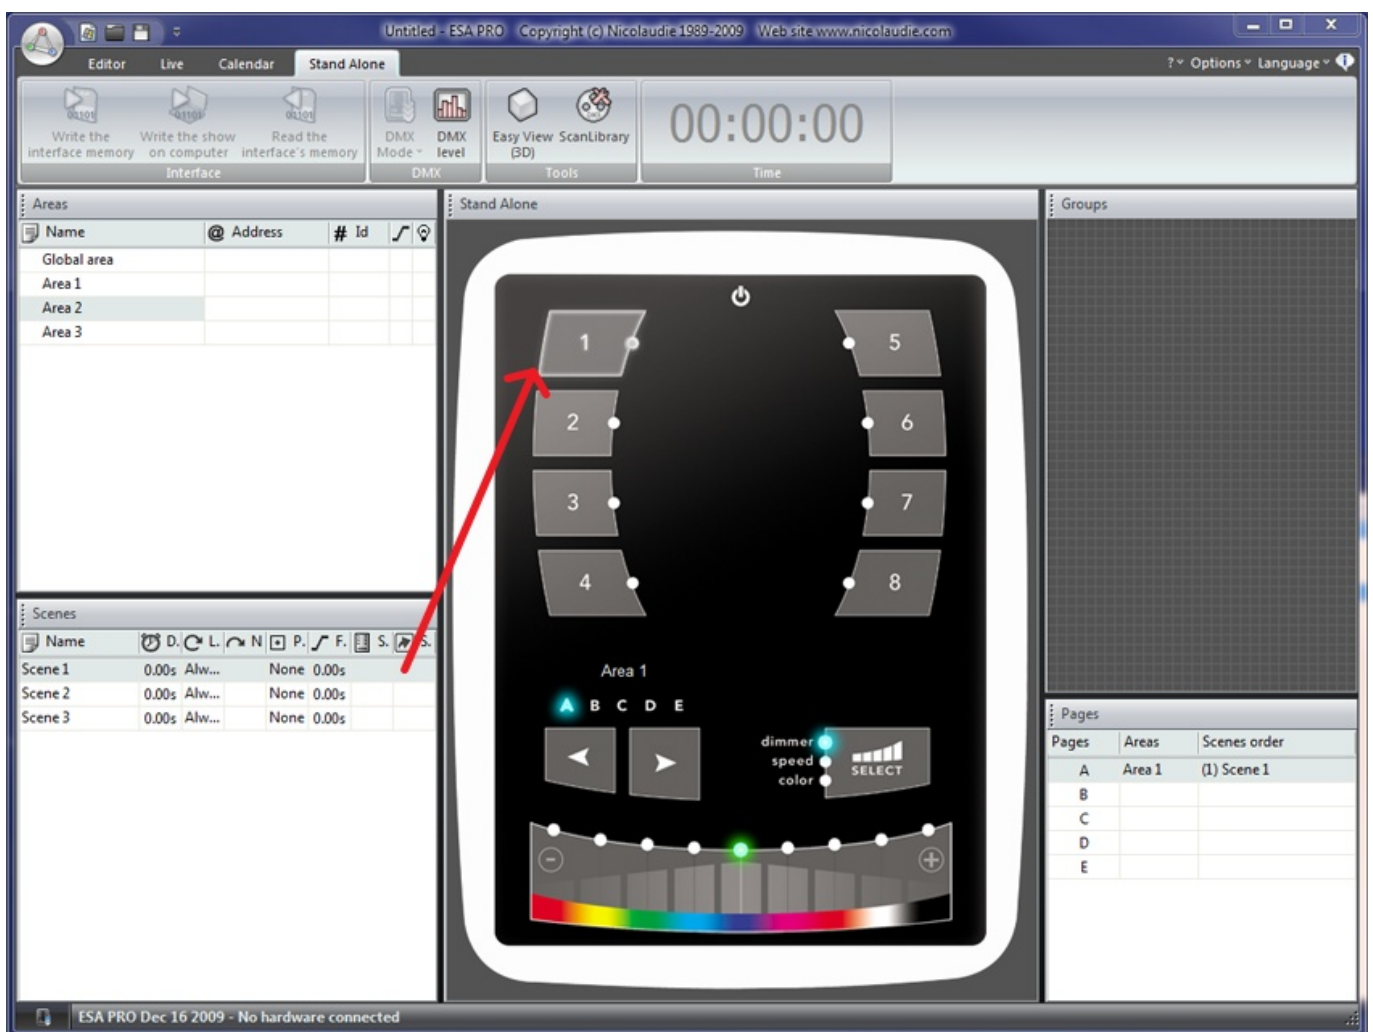 Untitled - ESA PRO   Copyright (c) Nicolaudie 1989-2009   Web site www.nicolaudie.com
Editor Live Calendar Stand Alone
? Options Language
Write the interface memory
Write the show on computer
Read the interface's memory
Interface
DMX Mode
DMX level
DMX
Easy View (3D)
ScanLibrary
Tools
00:00:00
Time
Areas
Name @ Address # Id
Global area
Area 1
Area 2
Area 3
Scenes
Name D. L. N P. F. S. S.
Scene 1 0.00s Alw... None 0.00s
Scene 2 0.00s Alw... None 0.00s
Scene 3 0.00s Alw... None 0.00s
Stand Alone
1 5
2 6
3 7
4 8
Area 1
A B C D E
dimmer
speed
color
SELECT
Groups
Pages
Pages Areas Scenes order
A Area 1 (1) Scene 1
B
C
D
E
ESA PRO Dec 16 2009 - No hardware connected